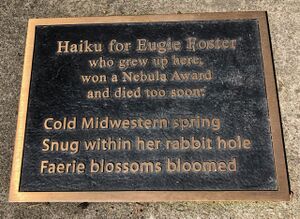 Haiku for Eugie Foster
who grew up here,
won a Nebula Award
and died too soon:
Cold Midwestern spring
Snug within her rabbit hole
Faerie blossoms bloomed